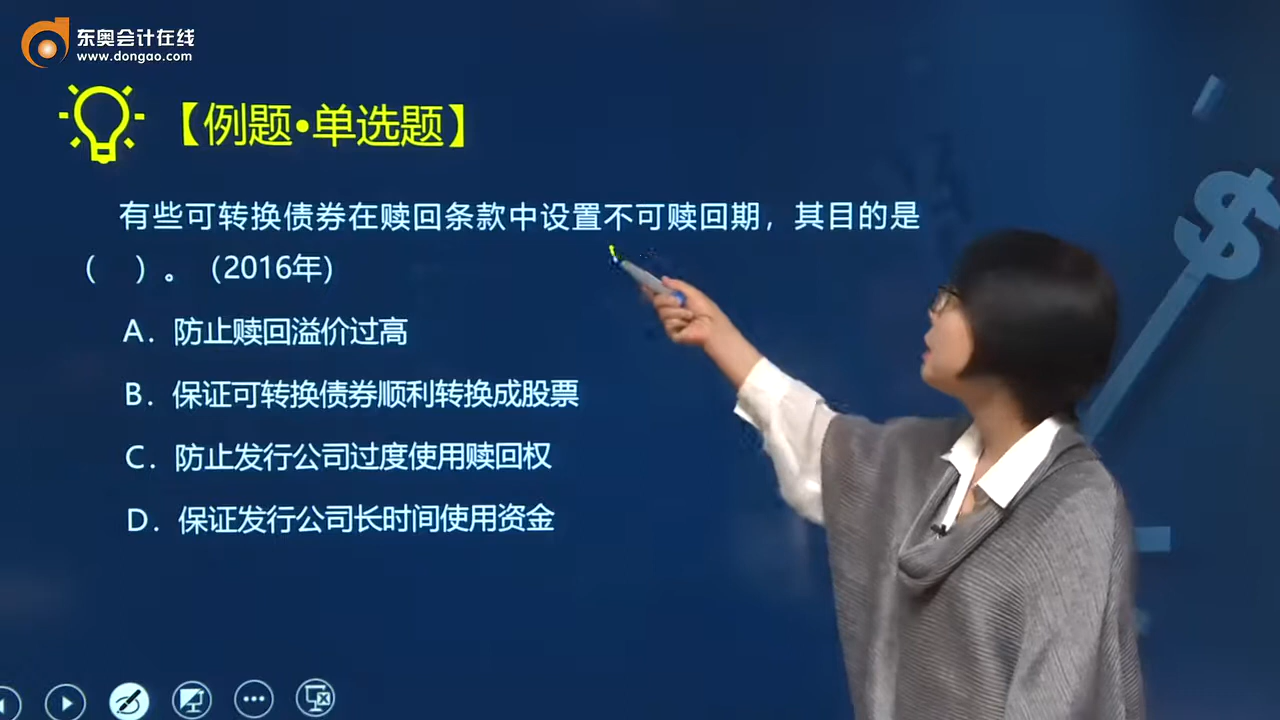 东奥会计在线
www.dongao.com
【例题•单选题】
有些可转换债券在赎回条款中设置不可赎回期，其目的是
（ ）。（2016年）
A．防止赎回溢价过高
B．保证可转换债券顺利转换成股票
C．防止发行公司过度使用赎回权
D．保证发行公司长时间使用资金